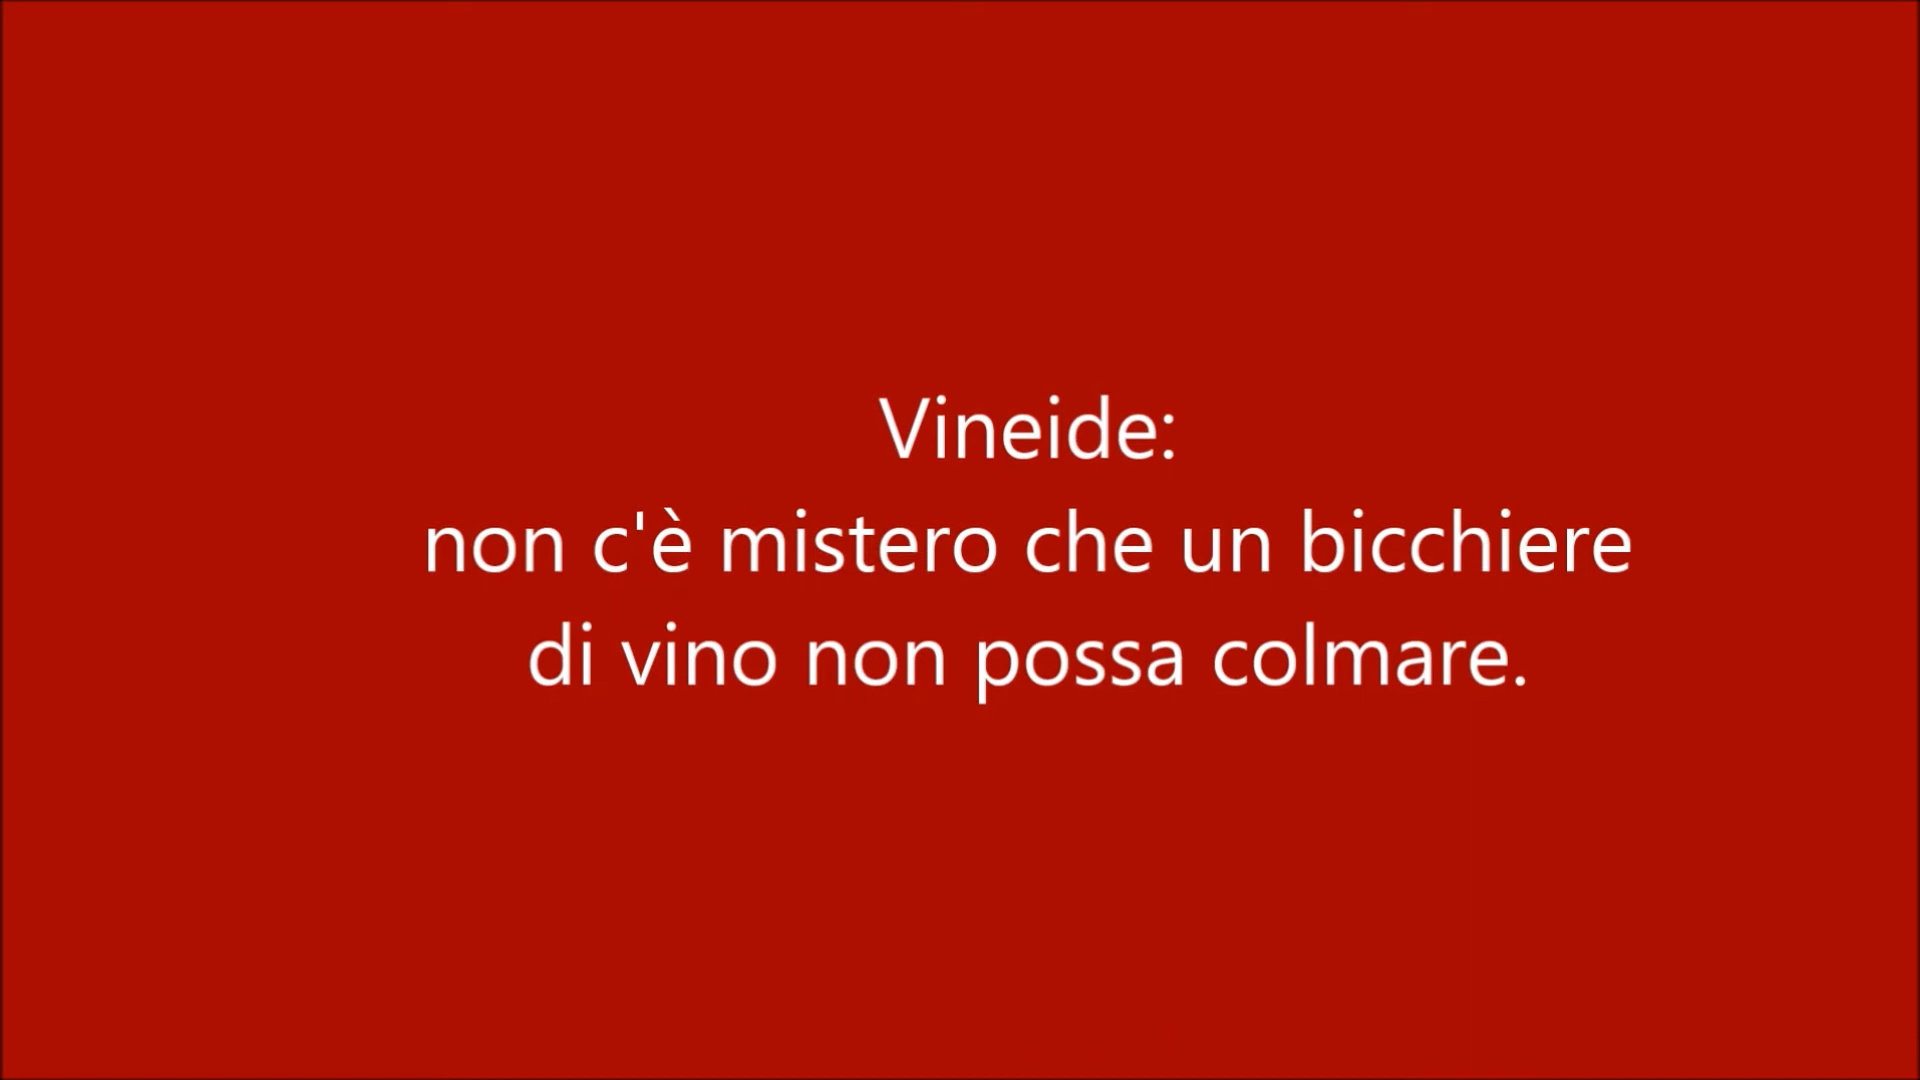 Vineide:
non c'è mistero che un bicchiere
di vino non possa colmare.